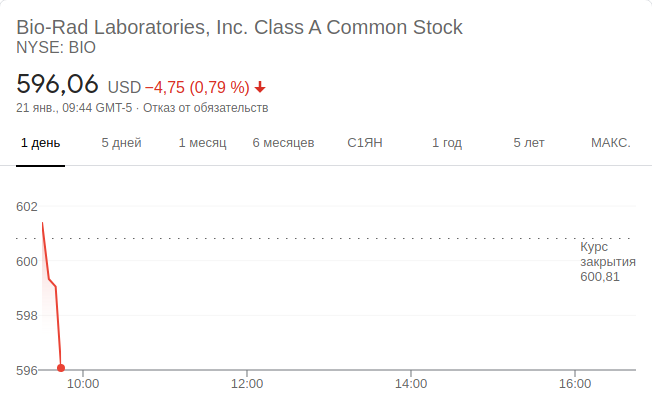 Bio-Rad Laboratories, Inc. Class A Common Stock
NYSE: BIO
596,06 USD −4,75 (0,79 %)
21 янв., 09:44 GMT-5 · Отказ от обязательств
1 день 5 дней 1 месяц 6 месяцев С1ЯН 1 год 5 лет МАКС.
602
Курс
закрытия
600,81
600
598
596
10:00 12:00 14:00 16:00